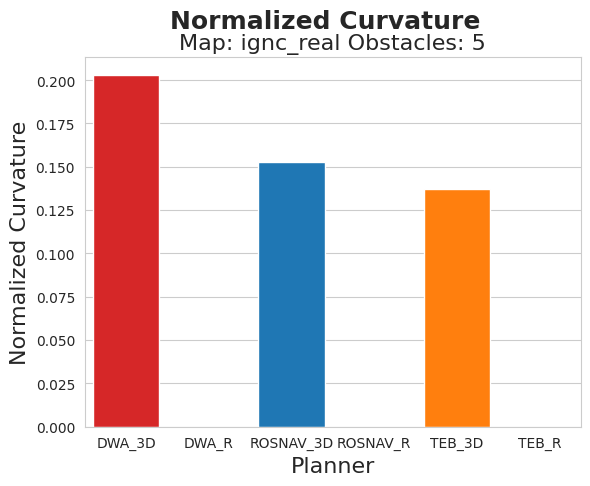 Normalized Curvature
Map: ignc_real Obstacles: 5
Normalized Curvature
0.200
0.175
0.150
0.125
0.100
0.075
0.050
0.025
0.000
DWA_3D DWA_R ROSNAV_3D ROSNAV_R TEB_3D TEB_R
Planner